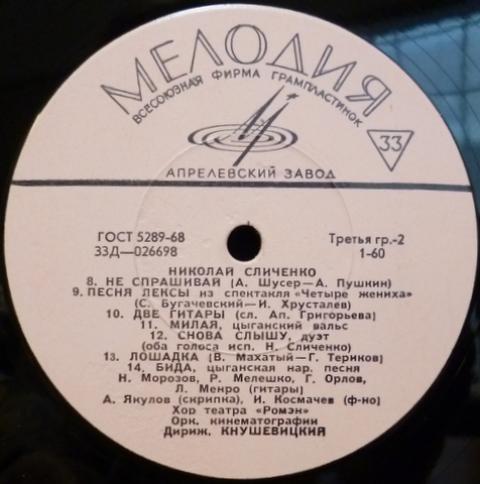 МЕЛОДИЯ
ВСЕСОЮЗНАЯ ФИРМА ГРАМПЛАСТИНОК
33
АПРЕЛЕВСКИЙ ЗАВОД
ГОСТ 5289-68
33Д—026698
Третья гр.-2
1-60
НИКОЛАЙ СЛИЧЕНКО
8. НЕ СПРАШИВАЙ (А. Шусер—А. Пушкин)
9. ПЕСНЯ ЛЕКСЫ из спектакля «Четыре жениха»
(С. Бугачевский—И. Хрусталев)
10. ДВЕ ГИТАРЫ (сл. Ап. Григорьева)
11. МИЛАЯ, цыганский вальс
12. СНОВА СЛЫШУ, дуэт
(оба голоса исп. Н. Сличенко)
13. ЛОШАДКА (В. Махатый—Г. Териков)
14. БИДА, цыганская нар. песня
Н. Морозов, Р. Мелешко, Г. Орлов,
Л. Менро (гитары)
А. Якулов (скрипка), И. Космачев (ф-но)
Хор театра «Ромэн»
Орк. кинематографии
Дириж. КНУШЕВИЦКИЙ